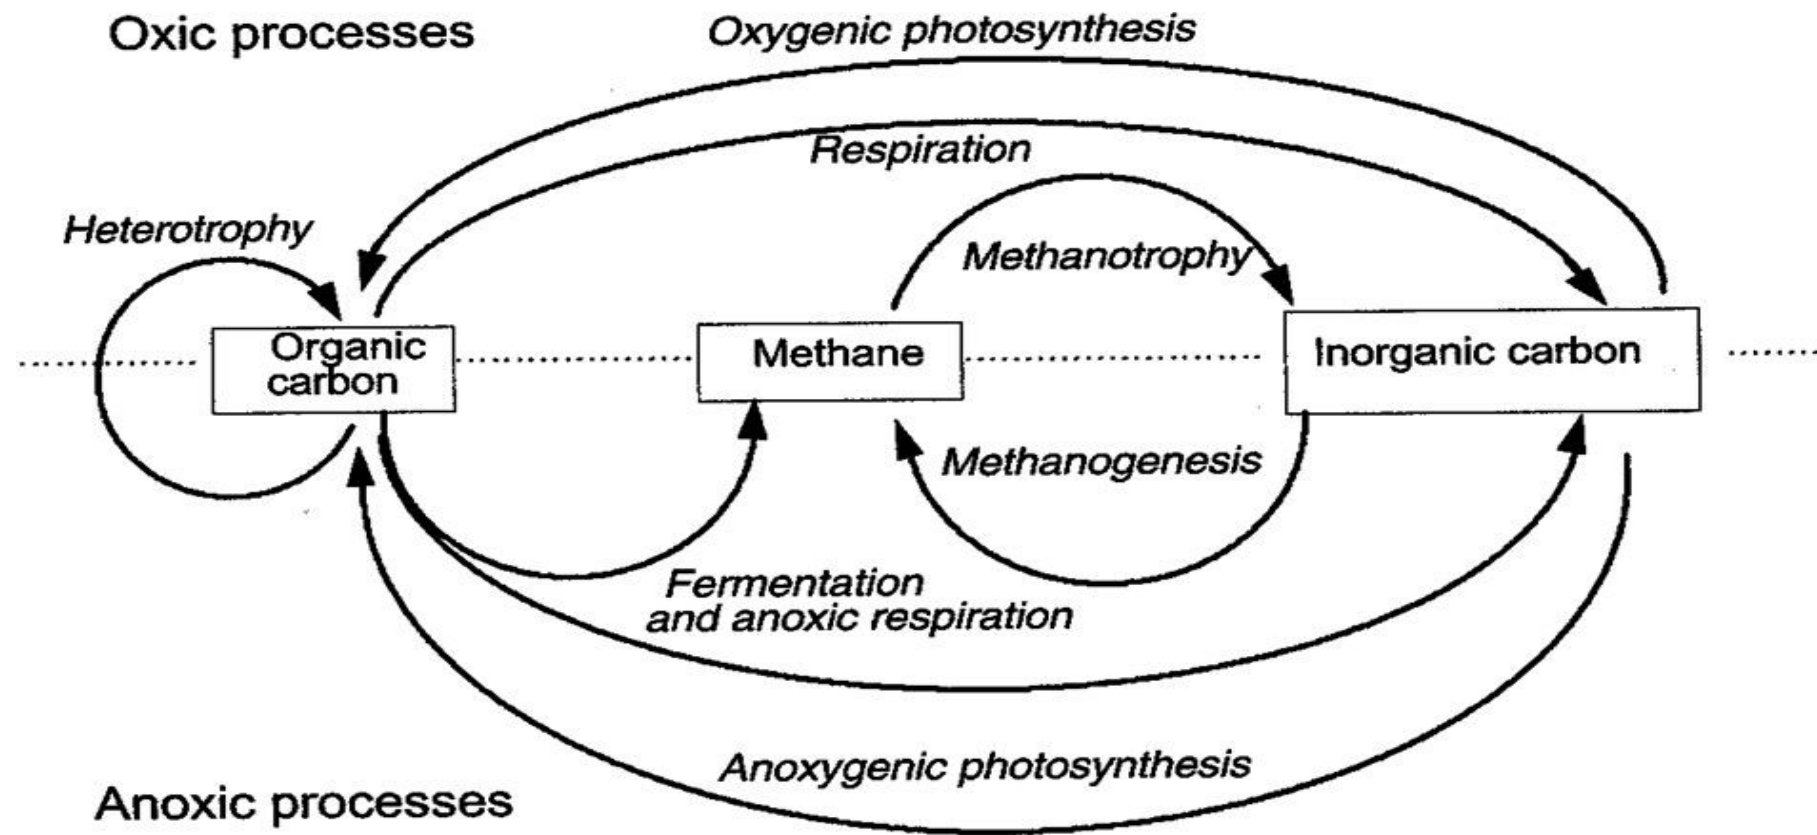 Oxic processes
Oxygenic photosynthesis
Respiration
Heterotrophy
Methanotrophy
Organic
carbon
Methane
Inorganic carbon
Methanogenesis
Fermentation
and anoxic respiration
Anoxygenic photosynthesis
Anoxic processes